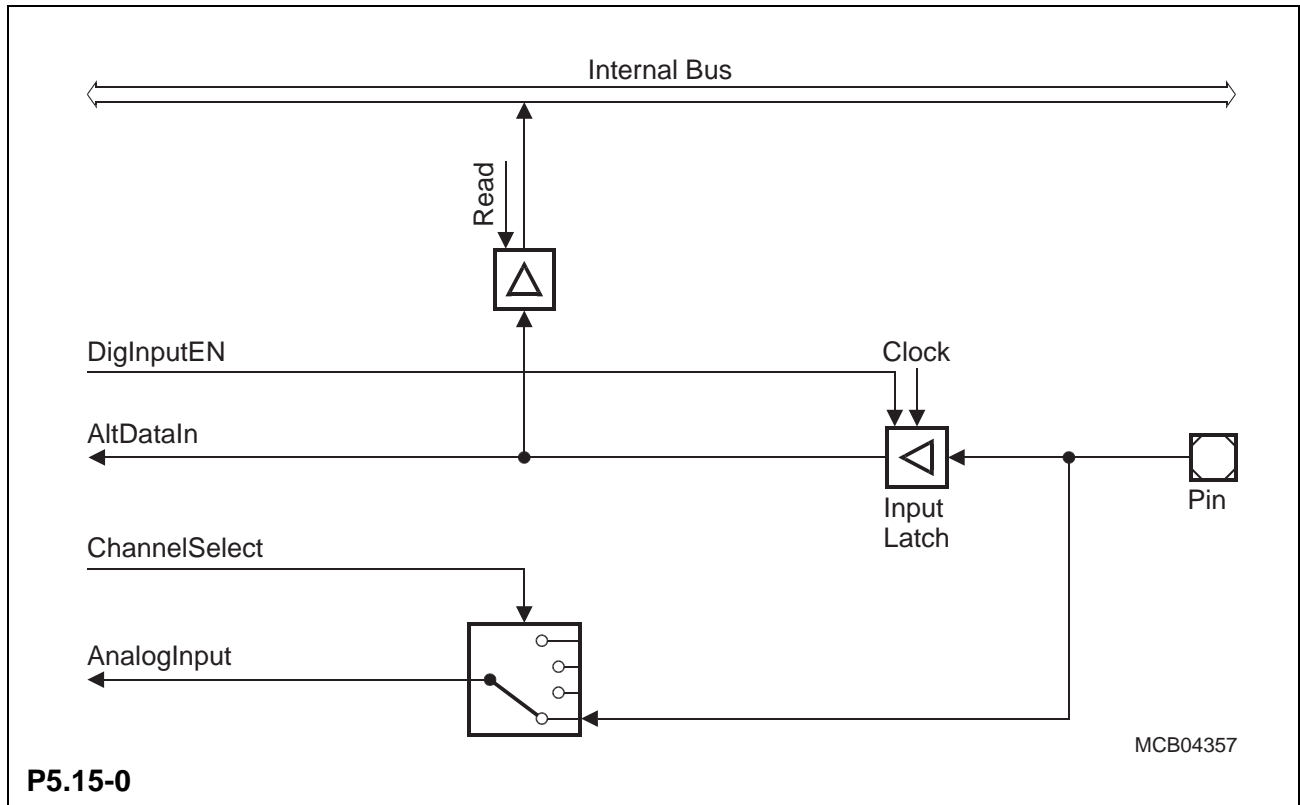 Internal Bus
Read
DigInputEN
Clock
AltDataIn
Pin
Input
Latch
ChannelSelect
AnalogInput
MCB04357
P5.15-0